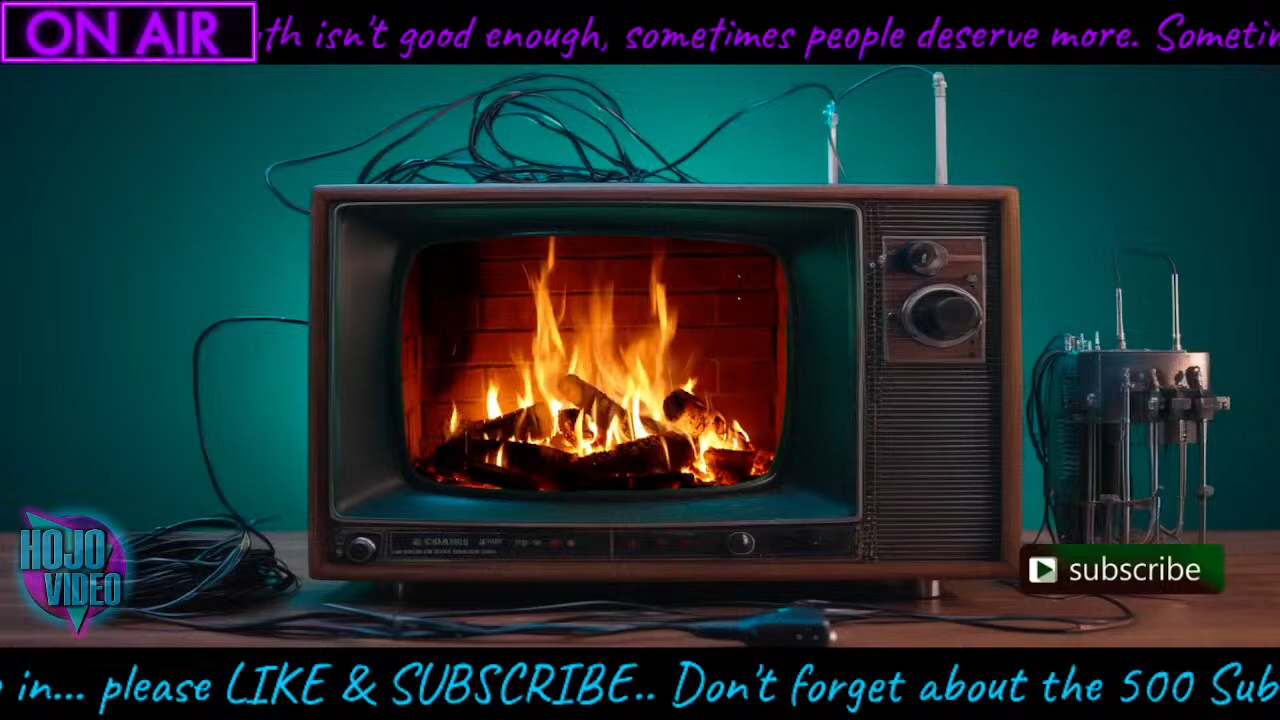 ON AIR
th isn't good enough, sometimes people deserve more. Sometin
HOJO
VIDEO
subscribe
in... please LIKE & SUBSCRIBE.. Don't forget about the 500 Sub